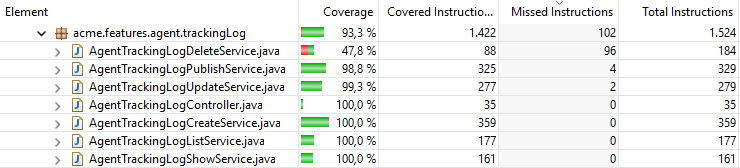 Element Coverage Covered Instructio... Missed Instructions Total Instructions
acme.features.agent.trackingLog 93,3 % 1.422 102 1.524
AgentTrackingLogDeleteService.java 47,8 % 88 96 184
AgentTrackingLogPublishService.java 98,8 % 325 4 329
AgentTrackingLogUpdateService.java 99,3 % 277 2 279
AgentTrackingLogController.java 100,0 % 35 0 35
AgentTrackingLogCreateService.java 100,0 % 359 0 359
AgentTrackingLogListService.java 100,0 % 177 0 177
AgentTrackingLogShowService.java 100,0 % 161 0 161